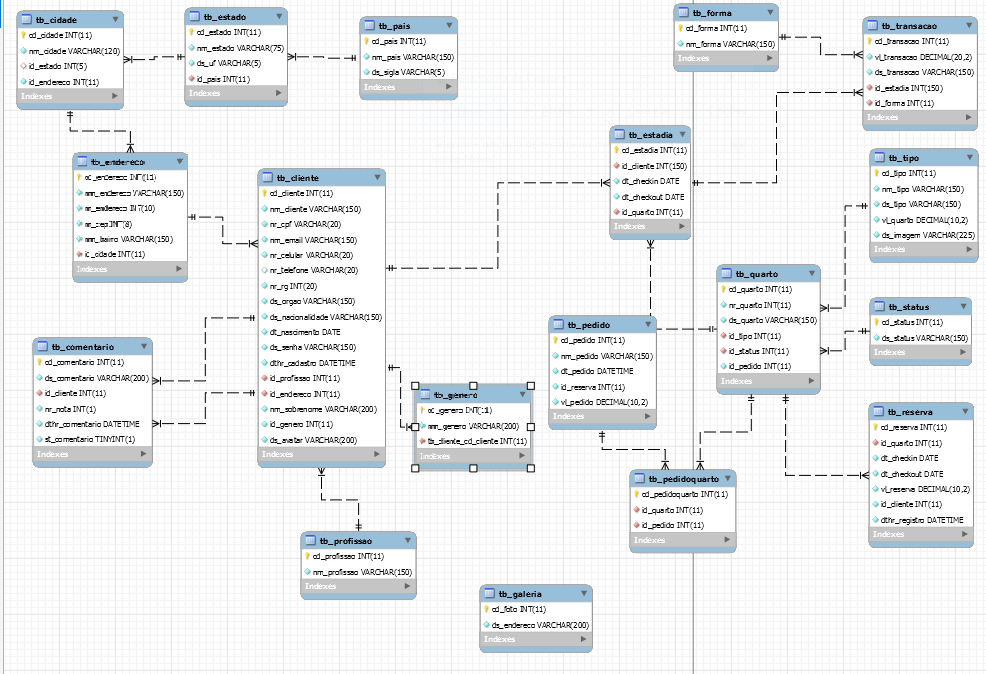 tb_cidade
cd_cidade INT(11)
nm_cidade VARCHAR(120)
id_estado INT(5)
id_endereco INT(11)
Indexes
tb_estado
cd_estado INT(11)
nm_estado VARCHAR(75)
ds_uf VARCHAR(5)
id_pais INT(11)
Indexes
tb_pais
cd_pais INT(11)
nm_pais VARCHAR(150)
ds_sigla VARCHAR(5)
Indexes
tb_forma
cd_forma INT(11)
nm_forma VARCHAR(150)
Indexes
tb_transacao
cd_transacao INT(11)
vl_transacao DECIMAL(20,2)
ds_transacao VARCHAR(150)
id_estadia INT(150)
id_forma INT(11)
Indexes
tb_endereco
cd_endereco INT(11)
nm_endereco VARCHAR(150)
nr_endereco INT(10)
nr_cep INT(8)
nm_bairro VARCHAR(150)
id_cidade INT(11)
Indexes
tb_cliente
cd_cliente INT(11)
nm_cliente VARCHAR(150)
nr_cpf VARCHAR(20)
nm_email VARCHAR(150)
nr_celular VARCHAR(20)
nr_telefone VARCHAR(20)
nr_rg INT(20)
ds_orgao VARCHAR(150)
ds_nacionalidade VARCHAR(150)
dt_nascimento DATE
ds_senha VARCHAR(150)
dthr_cadastro DATETIME
id_profissao INT(11)
id_endereco INT(11)
nm_sobrenome VARCHAR(200)
id_genero INT(11)
ds_avatar VARCHAR(200)
Indexes
tb_estadia
cd_estadia INT(11)
id_cliente INT(150)
dt_checkin DATE
dt_checkout DATE
id_quarto INT(11)
Indexes
tb_tipo
cd_tipo INT(11)
nm_tipo VARCHAR(150)
ds_tipo VARCHAR(150)
vl_quarto DECIMAL(10,2)
ds_imagem VARCHAR(225)
Indexes
tb_quarto
cd_quarto INT(11)
nr_quarto INT(11)
ds_quarto VARCHAR(150)
id_tipo INT(11)
id_status INT(11)
id_pedido INT(11)
Indexes
tb_status
cd_status INT(11)
ds_status VARCHAR(150)
Indexes
tb_comentario
cd_comentario INT(11)
ds_comentario VARCHAR(200)
id_cliente INT(11)
nr_nota INT(1)
dthr_comentario DATETIME
st_comentario TINYINT(1)
Indexes
tb_genero
cd_genero INT(11)
nm_genero VARCHAR(200)
tb_cliente_cd_cliente INT(11)
Indexes
tb_pedido
cd_pedido INT(11)
nm_pedido VARCHAR(150)
dt_pedido DATETIME
id_reserva INT(11)
vl_pedido DECIMAL(10,2)
Indexes
tb_reserva
cd_reserva INT(11)
id_quarto INT(11)
dt_checkin DATE
dt_checkout DATE
vl_reserva DECIMAL(10,2)
id_cliente INT(11)
dthr_registro DATETIME
Indexes
tb_pedidoquarto
cd_pedidoquarto INT(11)
id_quarto INT(11)
id_pedido INT(11)
Indexes
tb_profissao
cd_profissao INT(11)
nm_profissao VARCHAR(150)
Indexes
tb_galeria
cd_foto INT(11)
ds_endereco VARCHAR(200)
Indexes